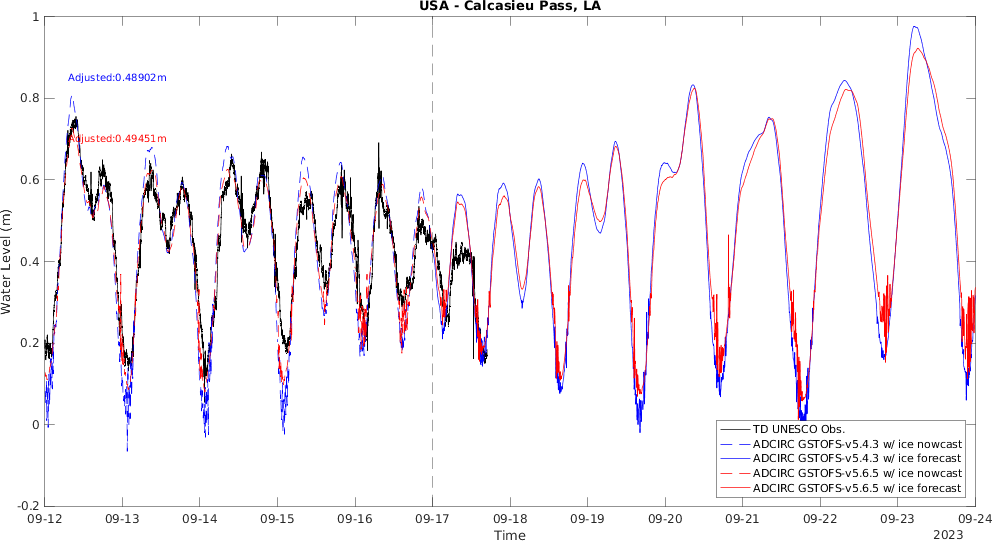 USA - Calcasieu Pass, LA
1
0.8
0.6
0.4
0.2
0
-0.2
Water Level (m)
Adjusted:0.48902m
Adjusted:0.49451m
TD UNESCO Obs.
ADCIRC GSTOFS-v5.4.3 w/ ice nowcast
ADCIRC GSTOFS-v5.4.3 w/ ice forecast
ADCIRC GSTOFS-v5.6.5 w/ ice nowcast
ADCIRC GSTOFS-v5.6.5 w/ ice forecast
09-12 09-13 09-14 09-15 09-16 09-17 09-18 09-19 09-20 09-21 09-22 09-23 09-24
Time
2023